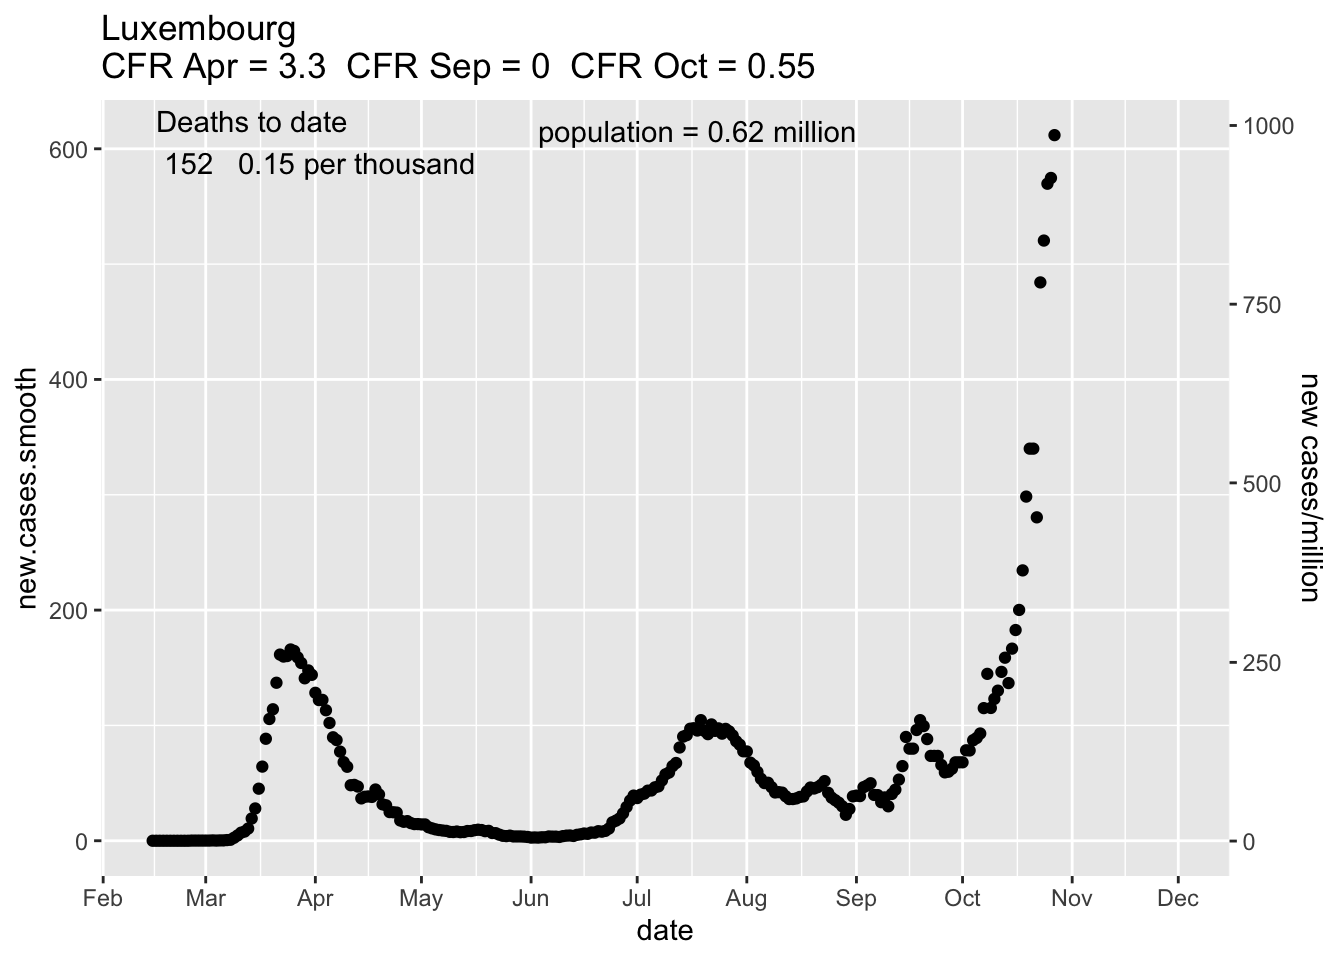 Luxembourg
CFR Apr = 3.3 CFR Sep = 0 CFR Oct = 0.55
Deaths to date
152 0.15 per thousand
population = 0.62 million
new.cases.smooth
600
400
200
0
1000
750
500
250
0
new cases/million
Feb Mar Apr May Jun Jul Aug Sep Oct Nov Dec
date